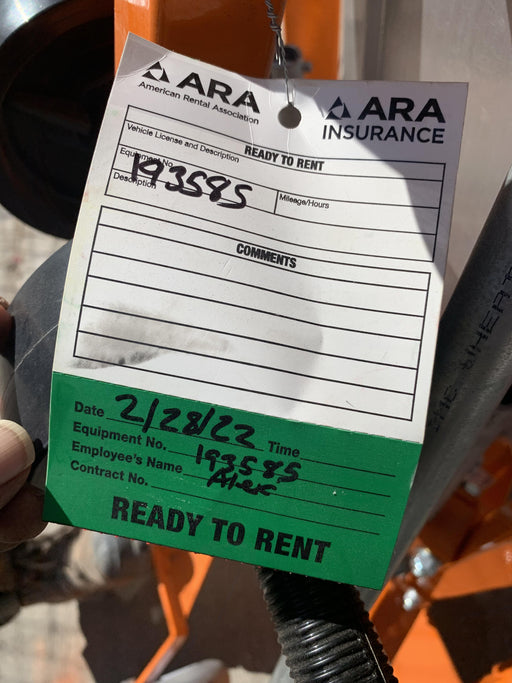 ARA
American Rental Association
ARA
INSURANCE
READY TO RENT
Vehicle License and Description
Equipment No. 193585
Mileage/Hours
Description
COMMENTS
Date 2/28/22 Time
Equipment No. 193585
Employee's Name Alex
Contract No.
READY TO RENT